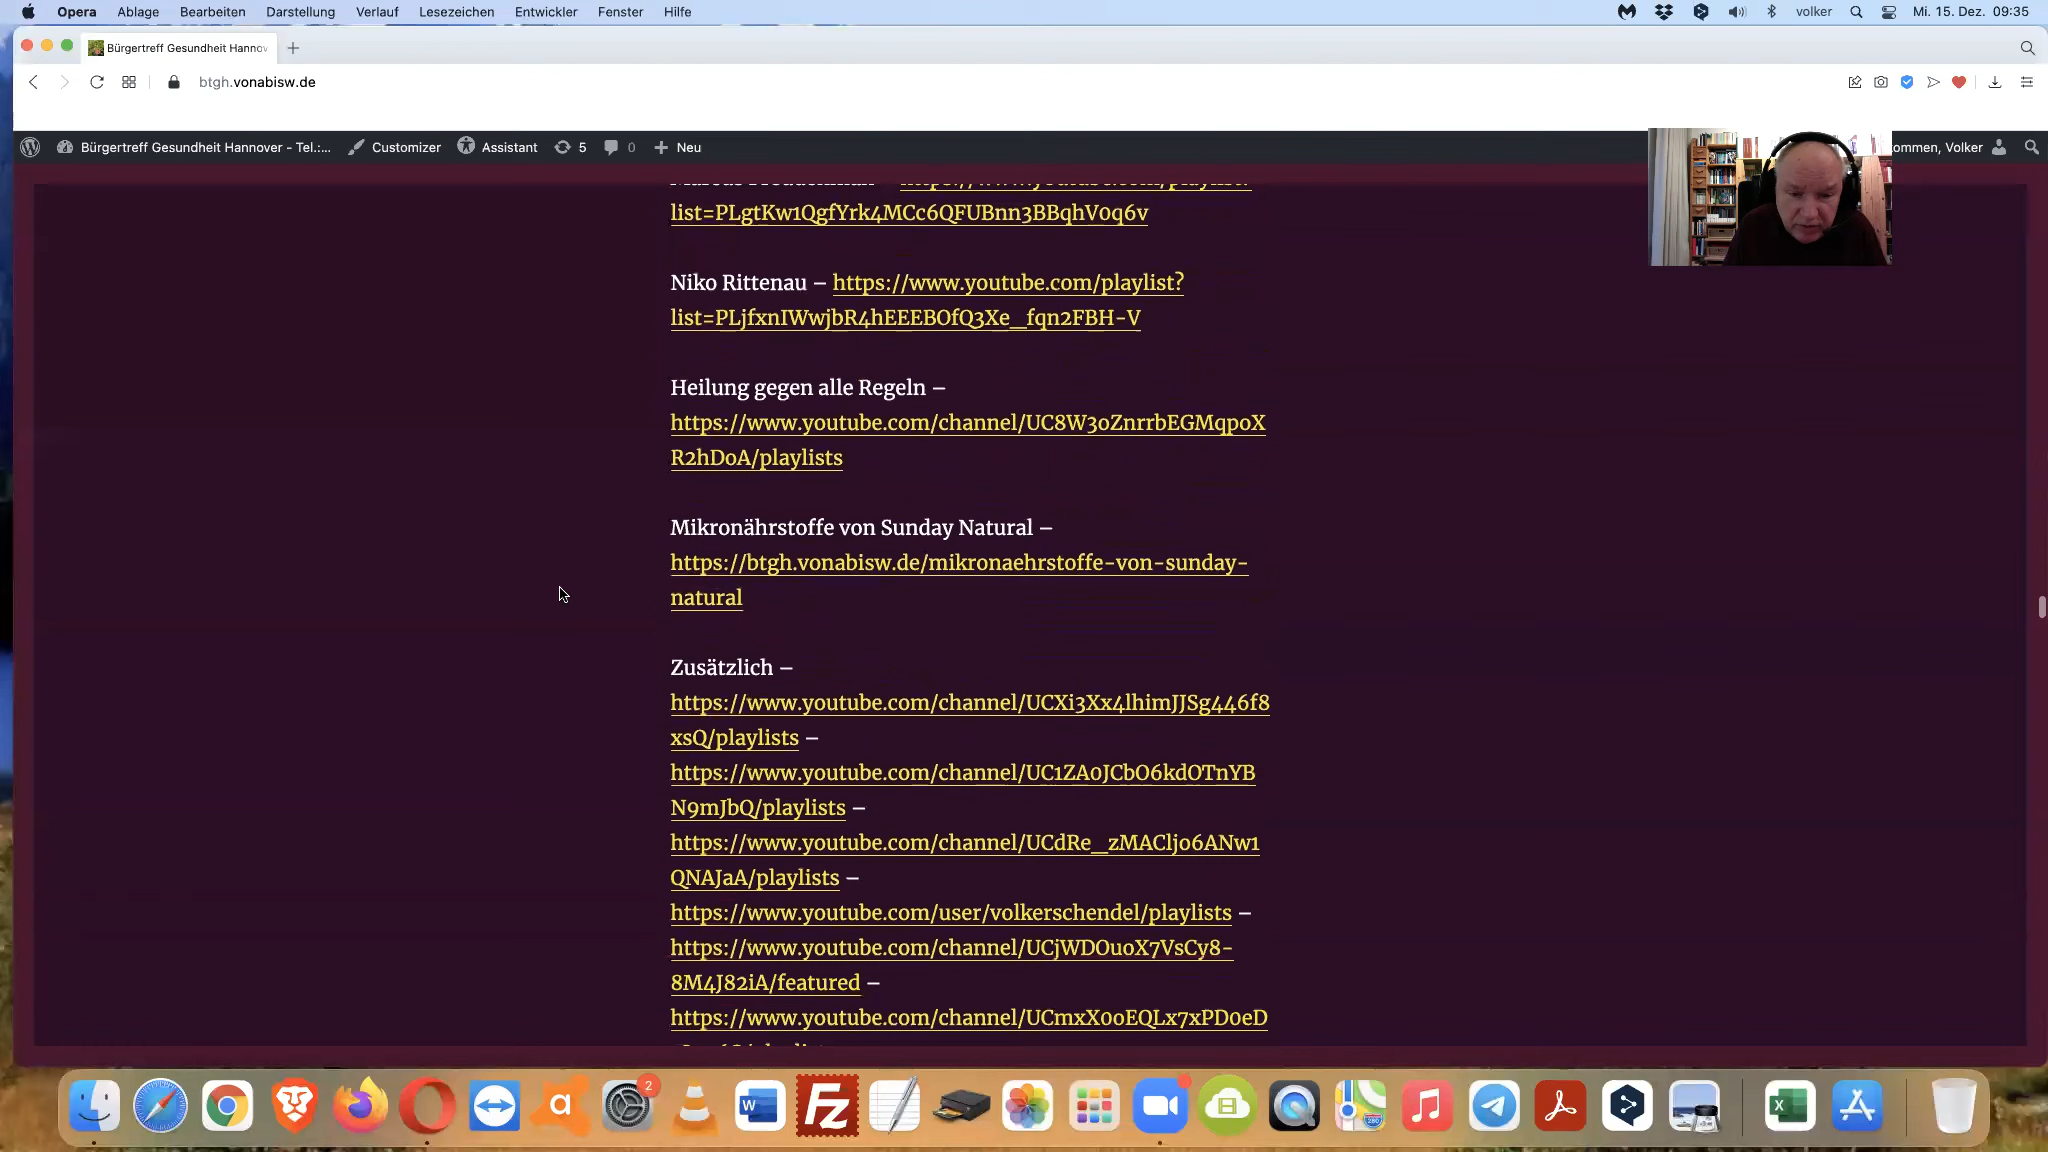 Opera Ablage Bearbeiten Darstellung Verlauf Lesezeichen Entwickler Fenster Hilfe volker Mi. 15. Dez. 09:35
Bürgertreff Gesundheit Hannov
btgh.vonabisw.de
Bürgertreff Gesundheit Hannover - Tel.:... Customizer Assistant 5 0 Neu ommen, Volker
list=PLgtKw1QgfYrk4MCc6QFUBnn3BBqhV0q6v
Niko Rittenau – https://www.youtube.com/playlist?
list=PLjfxnIWwjbR4hEEEBOfQ3Xe_fqn2FBH-V
Heilung gegen alle Regeln –
https://www.youtube.com/channel/UC8W3oZnrrbEGMqpoX
R2hDoA/playlists
Mikronährstoffe von Sunday Natural –
https://btgh.vonabisw.de/mikronaehrstoffe-von-sunday-
natural
Zusätzlich –
https://www.youtube.com/channel/UCXi3Xx4lhimJJSg446f8
xsQ/playlists –
https://www.youtube.com/channel/UC1ZA0JCbO6kdOTnYB
N9mJbQ/playlists –
https://www.youtube.com/channel/UCdRe_zMACljo6ANw1
QNAJaA/playlists –
https://www.youtube.com/user/volkerschendel/playlists –
https://www.youtube.com/channel/UCjWDOuoX7VsCy8-
8M4J82iA/featured –
https://www.youtube.com/channel/UCmxX0oEQLx7xPD0eD
2